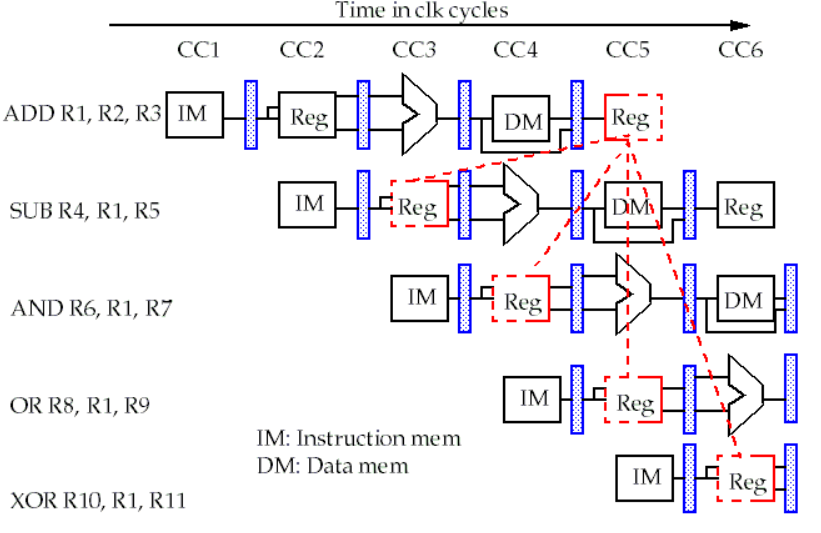 Time in clk cycles
CC1 CC2 CC3 CC4 CC5 CC6
ADD R1, R2, R3 IM Reg DM Reg
SUB R4, R1, R5 IM Reg DM Reg
AND R6, R1, R7 IM Reg DM
OR R8, R1, R9 IM Reg
IM: Instruction mem
DM: Data mem
XOR R10, R1, R11 IM Reg